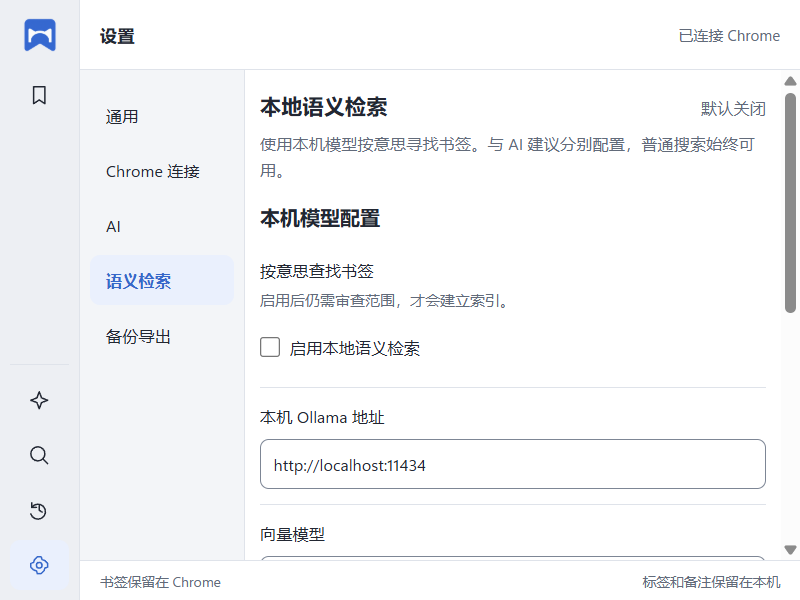 设置
已连接 Chrome
通用
Chrome 连接
AI
语义检索
备份导出
本地语义检索
默认关闭
使用本机模型按意思寻找书签。与 AI 建议分别配置，普通搜索始终可
用。
本机模型配置
按意思查找书签
启用后仍需审查范围，才会建立索引。
启用本地语义检索
本机 Ollama 地址
http://localhost:11434
向量模型
书签保留在 Chrome
标签和备注保留在本机